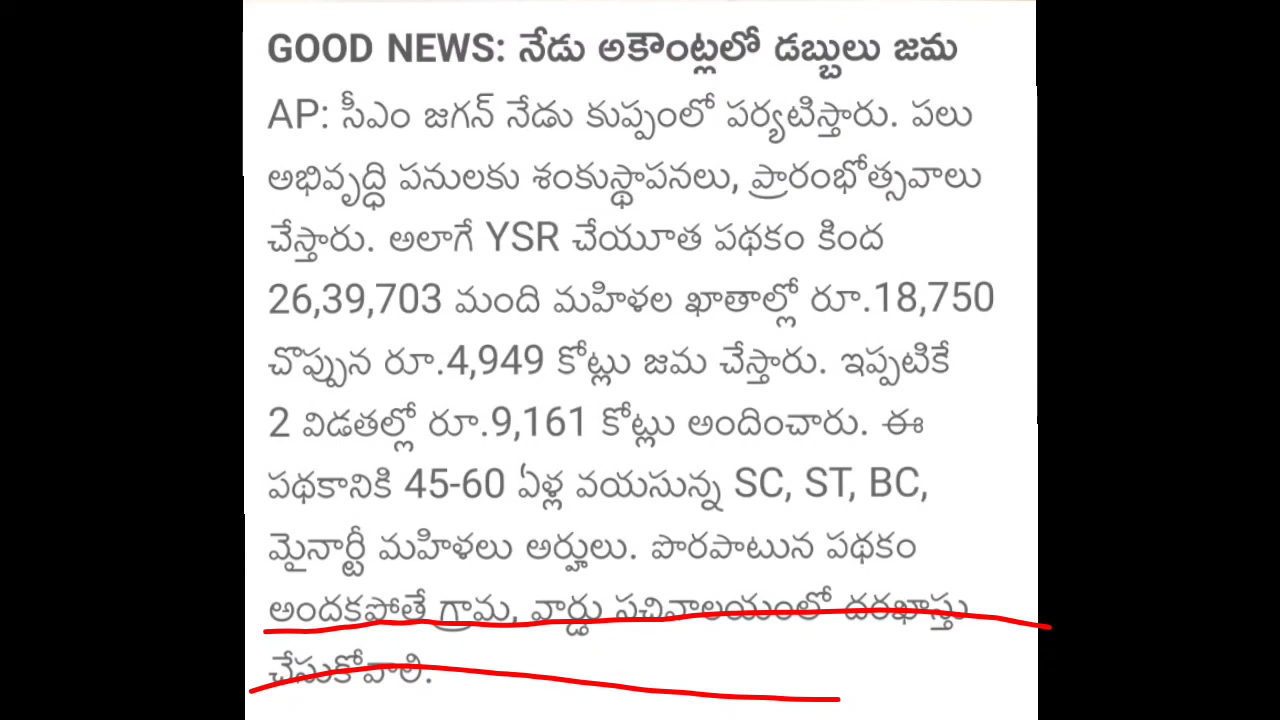 GOOD NEWS: నేడు అకౌంట్లలో డబ్బులు జమ
AP: సీఎం జగన్ నేడు కుప్పంలో పర్యటిస్తారు. పలు
అభివృద్ధి పనులకు శంకుస్థాపనలు, ప్రారంభోత్సవాలు
చేస్తారు. అలాగే YSR చేయూత పథకం కింద
26,39,703 మంది మహిళల ఖాతాల్లో రూ.18,750
చొప్పున రూ.4,949 కోట్లు జమ చేస్తారు. ఇప్పటికే
2 విడతల్లో రూ.9,161 కోట్లు అందించారు. ఈ
పథకానికి 45-60 ఏళ్ల వయసున్న SC, ST, BC,
మైనార్టీ మహిళలు అర్హులు. పొరపాటున పథకం
అందకపోతే గ్రామ, వార్డు సచివాలయంలో దరఖాస్తు
చేసుకోవాలి.